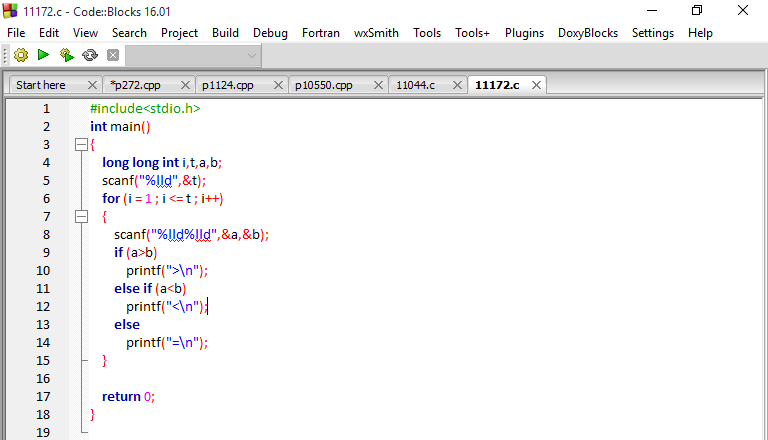 11172.c - Code::Blocks 16.01
File Edit View Search Project Build Debug Fortran wxSmith Tools Tools+ Plugins DoxyBlocks Settings Help
Start here *p272.cpp p1124.cpp p10550.cpp 11044.c 11172.c
1 #include<stdio.h>
2 int main()
3 {
4 long long int i,t,a,b;
5 scanf("%lld",&t);
6 for (i = 1 ; i <= t ; i++)
7 {
8 scanf("%lld%lld",&a,&b);
9 if (a>b)
10 printf(">\n");
11 else if (a<b)
12 printf("<\n");
13 else
14 printf("=\n");
15 }
16
17 return 0;
18 }
19